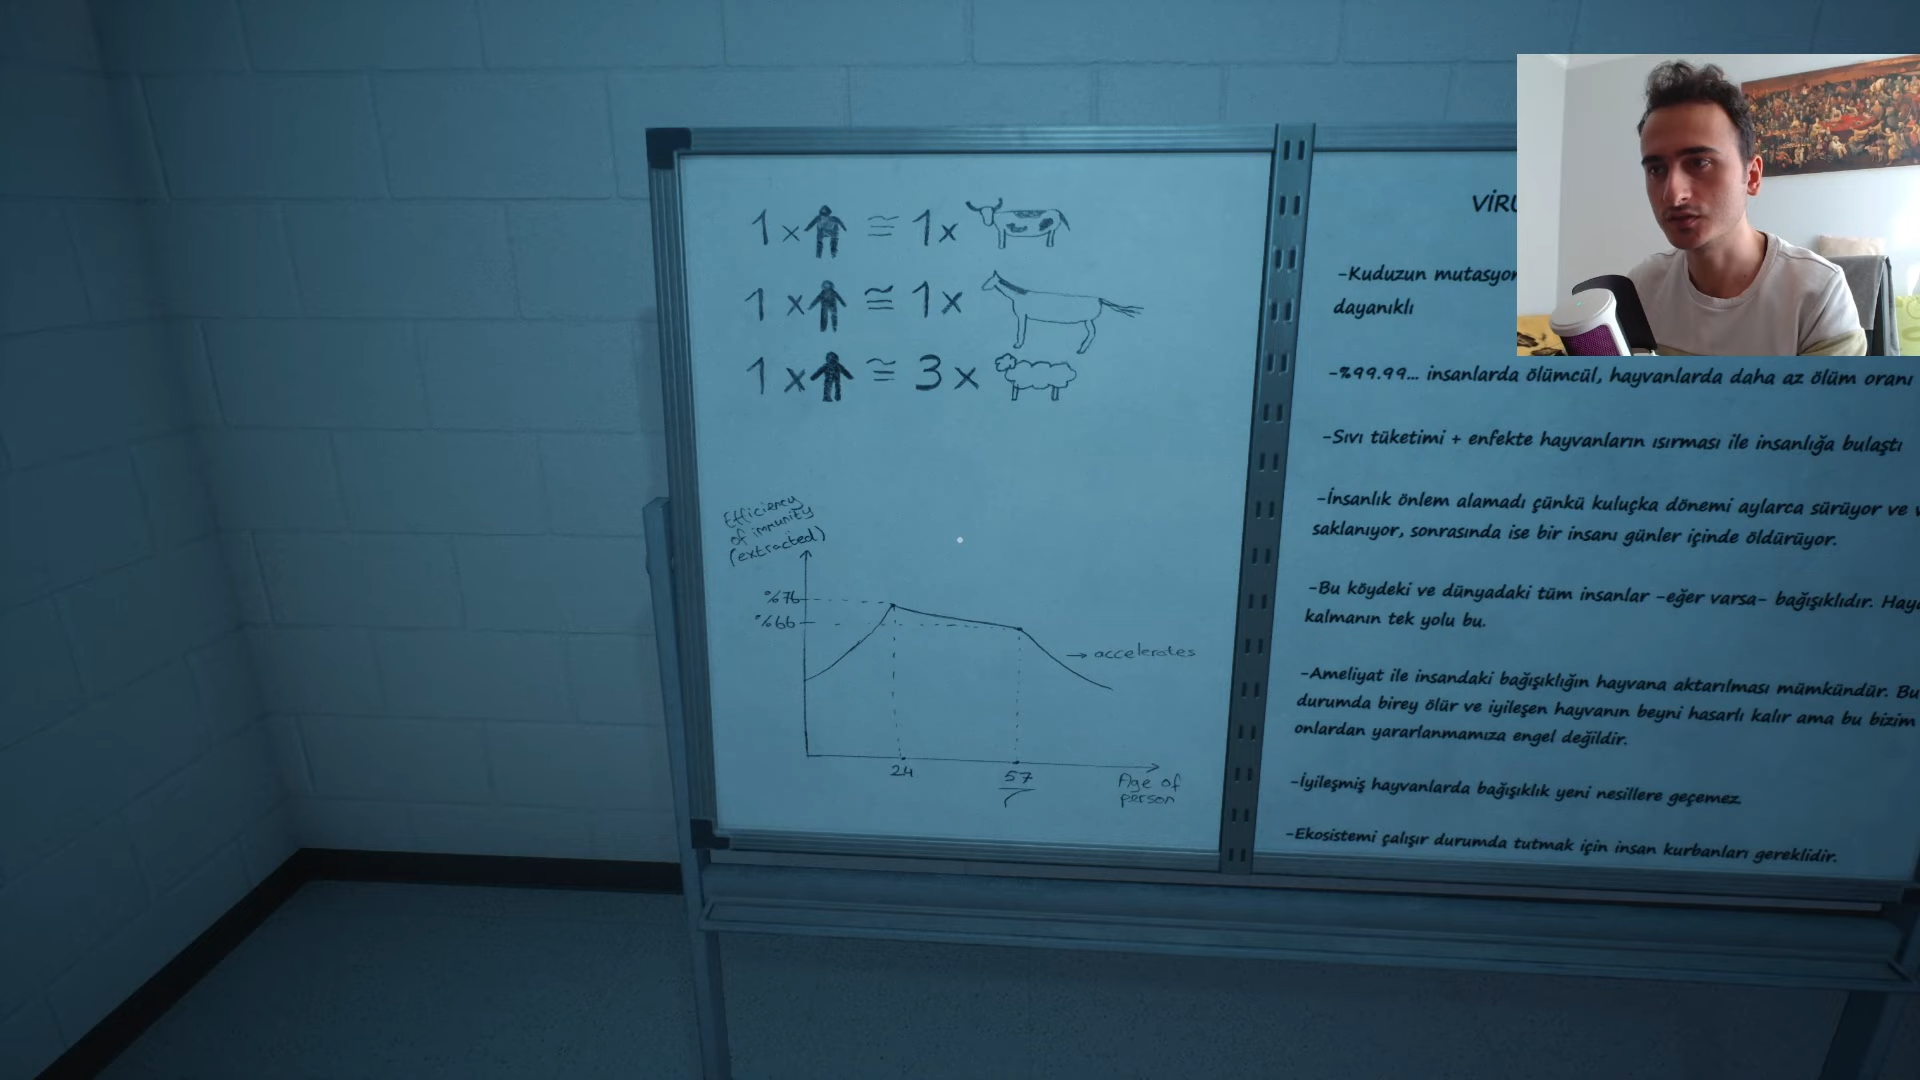 1 x ≅ 1 x
1 x ≅ 1 x
1 x ≅ 3 x
Efficiency
of immunity
(extracted)
%76
%66
→ accelerates
24
57
Age of
person
-Kuduzun
dayanıklı
-%99.99... insanlarda ölümcül, hayvanlarda daha az ölüm oranı
-Sıvı tüketimi + enfekte hayvanların ısırması ile insanlığa bulaştı
-İnsanlık önlem alamadı çünkü kuluçka dönemi aylarca sürüyor ve
saklanıyor, sonrasında ise bir insanı günler içinde öldürüyor.
-Bu köydeki ve dünyadaki tüm insanlar -eğer varsa- bağışıklıdır.
kalmanın tek yolu bu.
-Ameliyat ile insandaki bağışıklığın hayvana aktarılması mümkündür. Bu
durumda birey ölür ve iyileşen hayvanın beyni hasarlı kalır ama bu bizim
onlardan yararlanmamıza engel değildir.
-İyileşmiş hayvanlarda bağışıklık yeni nesillere geçemez
-Ekosistemi çalışır durumda tutmak için insan kurbanları gereklidir.